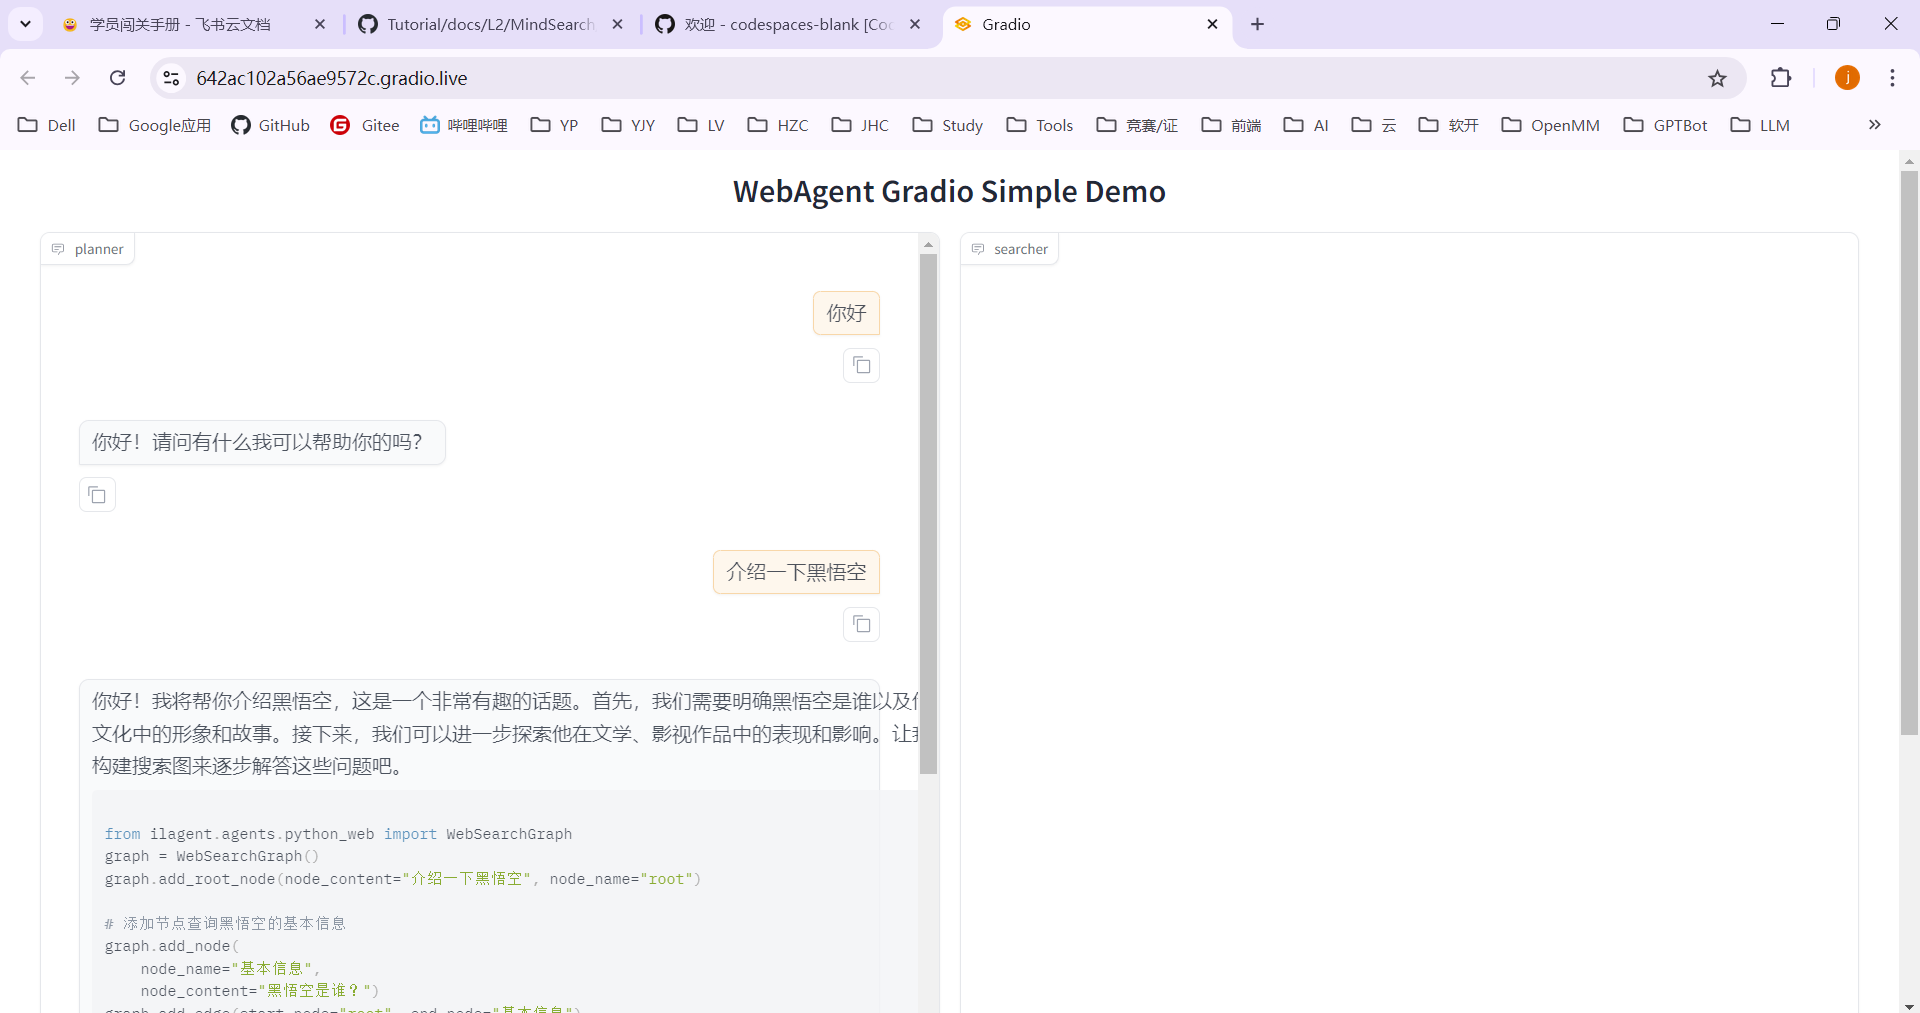 学员闯关手册 - 飞书云文档
Tutorial/docs/L2/MindSearch
欢迎 - codespaces-blank [Co
Gradio
642ac102a56ae9572c.gradio.live
j
Dell
Google应用
GitHub
Gitee
哔哩哔哩
YP
YJY
LV
HZC
JHC
Study
Tools
竞赛/证
前端
AI
云
软开
OpenMM
GPTBot
LLM
WebAgent Gradio Simple Demo
planner
searcher
你好
你好！请问有什么我可以帮助你的吗？
介绍一下黑悟空
你好！我将帮你介绍黑悟空，这是一个非常有趣的话题。首先，我们需要明确黑悟空是谁以及
文化中的形象和故事。接下来，我们可以进一步探索他在文学、影视作品中的表现和影响。让
构建搜索图来逐步解答这些问题吧。
from ilagent.agents.python_web import WebSearchGraph
graph = WebSearchGraph()
graph.add_root_node(node_content="介绍一下黑悟空", node_name="root")
# 添加节点查询黑悟空的基本信息
graph.add_node(
node_name="基本信息",
node_content="黑悟空是谁？")
graph.add_edge(start_node="root", end_node="基本信息")